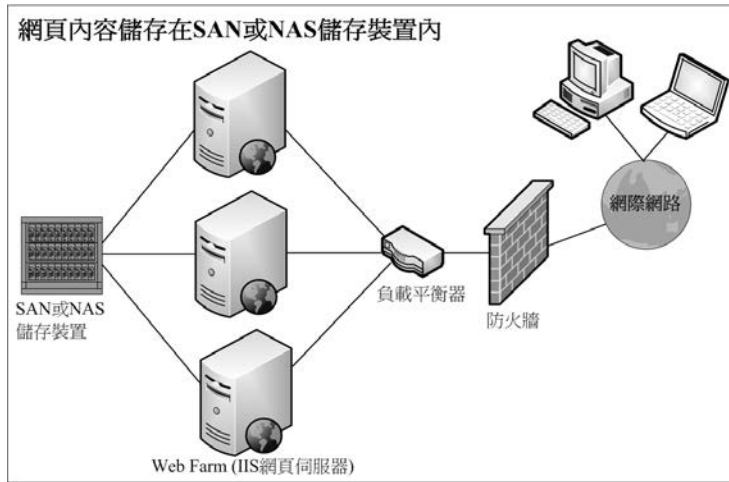 網頁內容儲存在SAN或NAS儲存裝置內
網際網路
負載平衡器
防火牆
SAN或NAS
儲存裝置
Web Farm (IIS網頁伺服器)